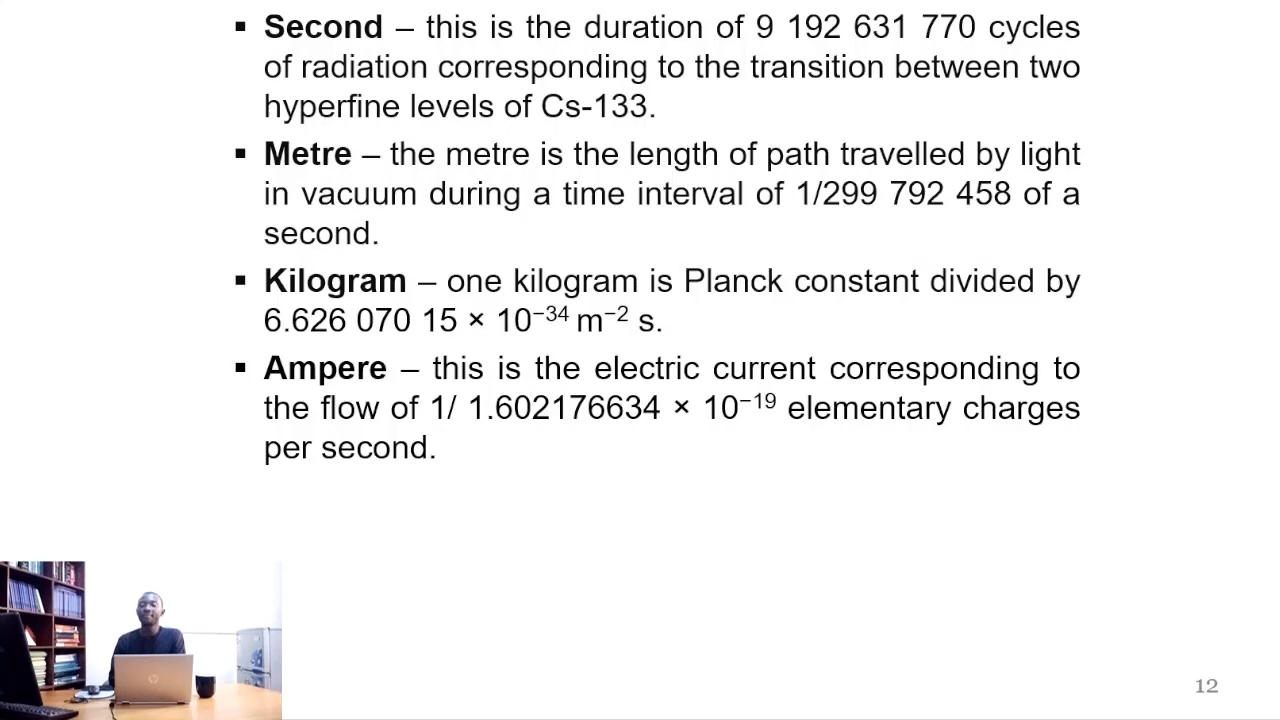 ▪ Second – this is the duration of 9 192 631 770 cycles
of radiation corresponding to the transition between two
hyperfine levels of Cs-133.
▪ Metre – the metre is the length of path travelled by light
in vacuum during a time interval of 1/299 792 458 of a
second.
▪ Kilogram – one kilogram is Planck constant divided by
6.626 070 15 × 10⁻³⁴ m⁻² s.
▪ Ampere – this is the electric current corresponding to
the flow of 1/ 1.602176634 × 10⁻¹⁹ elementary charges
per second.
12